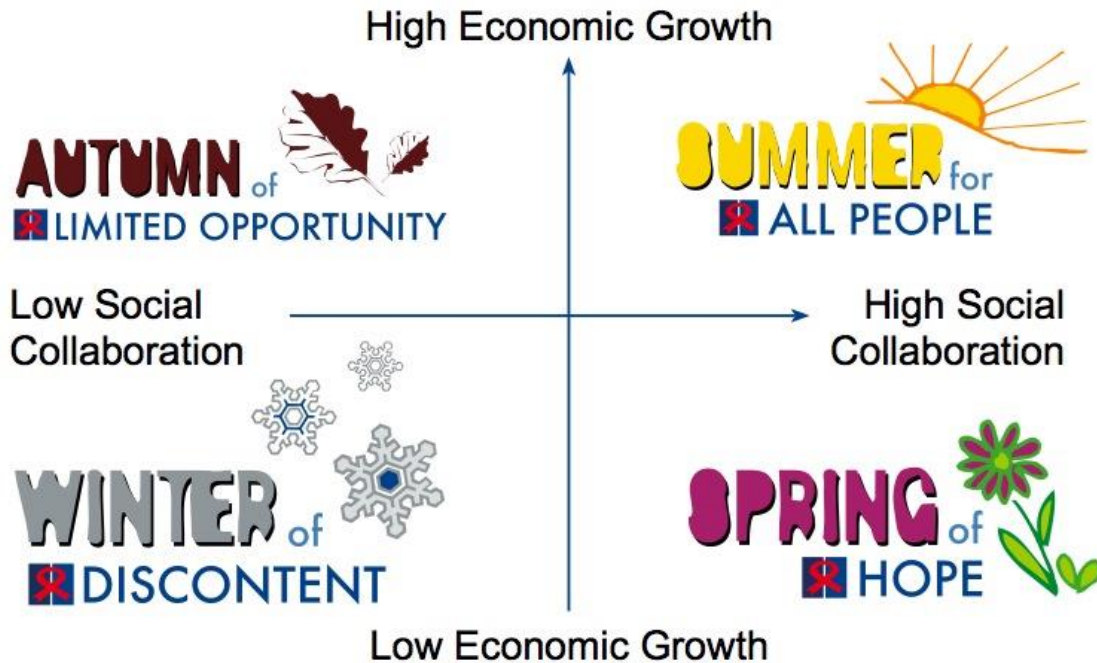 High Economic Growth
AUTUMN of
LIMITED OPPORTUNITY
SUMMER for
ALL PEOPLE
Low Social
Collaboration
High Social
Collaboration
WINTER of
DISCONTENT
SPRING of
HOPE
Low Economic Growth